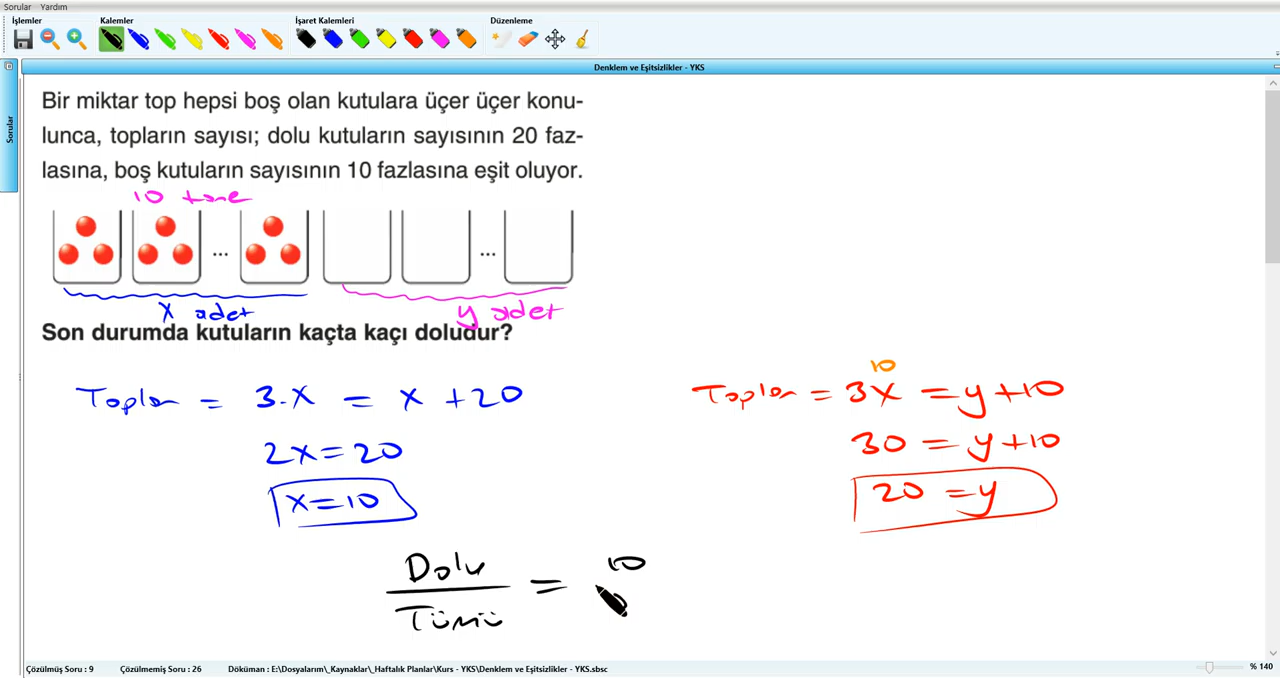 Sorular Yardım
İşlemler Kalemler İşaret Kalemleri Düzenleme
Denklem ve Eşitsizlikler - YKS
Sorular
Bir miktar top hepsi boş olan kutulara üçer üçer konu-
lunca, topların sayısı; dolu kutuların sayısının 20 faz-
lasına, boş kutuların sayısının 10 fazlasına eşit oluyor.
10 tane
... ...
x adet y adet
Son durumda kutuların kaçta kaçı doludur?
Toplar = 3.x = x + 20
2x = 20
x = 10
10
Toplar = 3x = y + 10
30 = y + 10
20 = y
Dolu / Tümü = 10
Çözülmüş Soru : 9 Çözülmemiş Soru : 26 Döküman : E:\Dosyalarım\_Kaynaklar\_Haftalık Planlar\Kurs - YKS\Denklem ve Eşitsizlikler - YKS.sbsc % 140